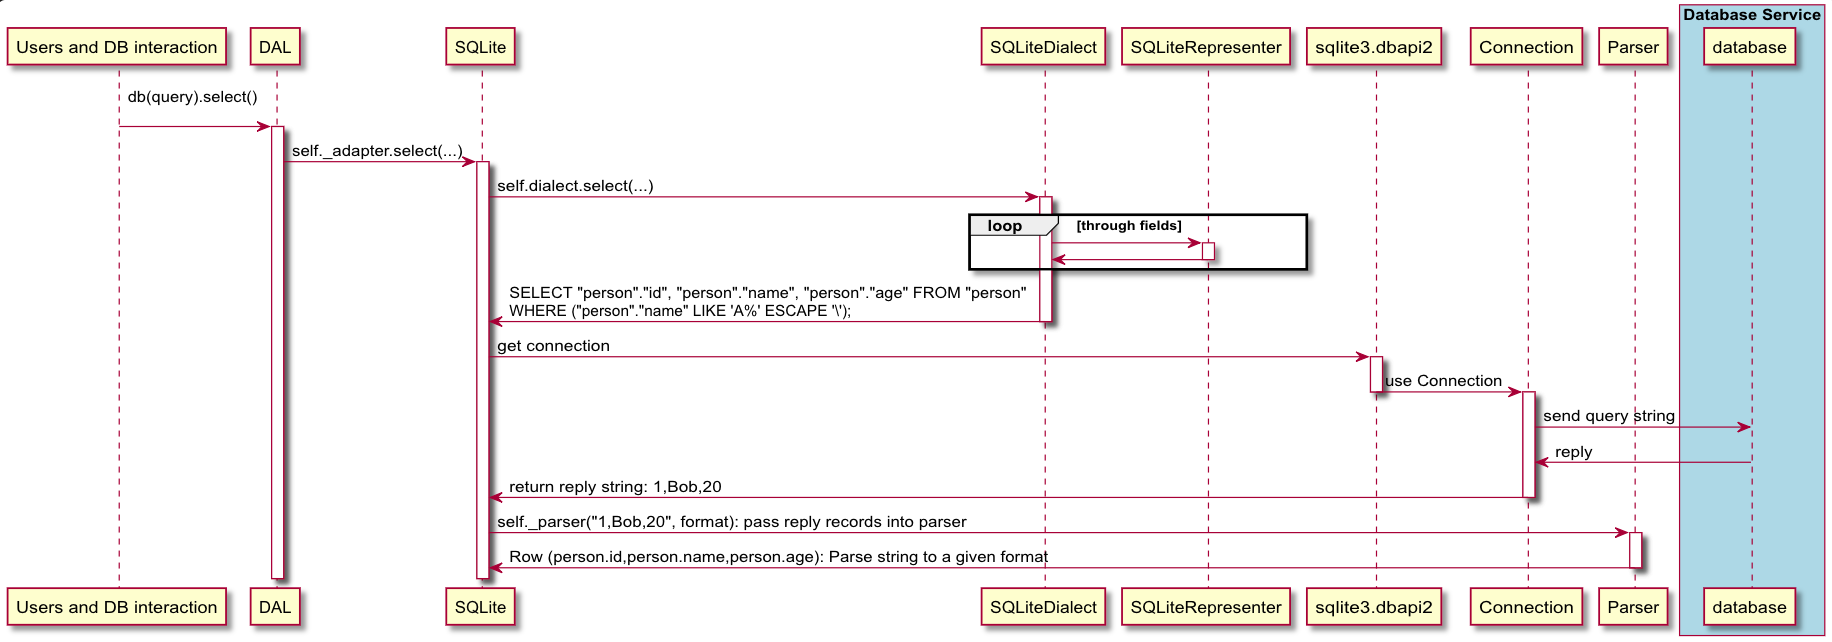 Database Service
Users and DB interaction
DAL
SQLite
SQLiteDialect
SQLiteRepresenter
sqlite3.dbapi2
Connection
Parser
database
db(query).select()
self._adapter.select(...)
self.dialect.select(...)
loop
[through fields]
SELECT "person"."id", "person"."name", "person"."age" FROM "person"
WHERE ("person"."name" LIKE 'A%' ESCAPE '\');
get connection
use Connection
send query string
reply
return reply string: 1,Bob,20
self._parser("1,Bob,20", format): pass reply records into parser
Row (person.id,person.name,person.age): Parse string to a given format
Users and DB interaction
DAL
SQLite
SQLiteDialect
SQLiteRepresenter
sqlite3.dbapi2
Connection
Parser
database